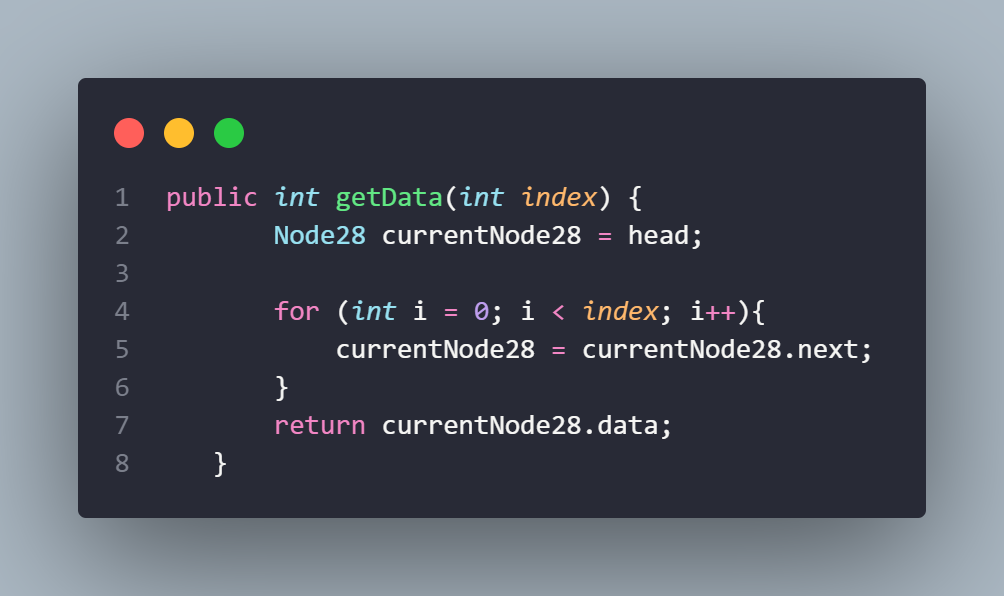 1 public int getData(int index) {
2 Node28 currentNode28 = head;
3
4 for (int i = 0; i < index; i++){
5 currentNode28 = currentNode28.next;
6 }
7 return currentNode28.data;
8 }